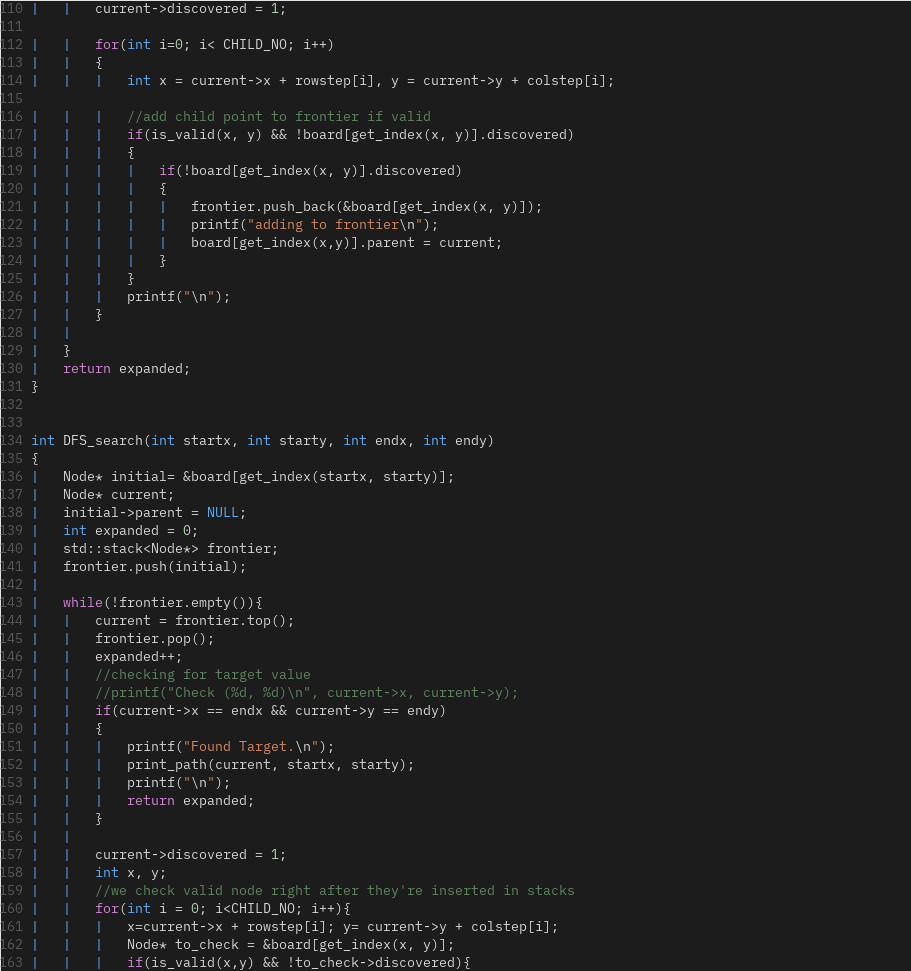 110 | | current->discovered = 1;
111
112 | | for(int i=0; i< CHILD_NO; i++)
113 | | {
114 | | | int x = current->x + rowstep[i], y = current->y + colstep[i];
115
116 | | | //add child point to frontier if valid
117 | | | if(is_valid(x, y) && !board[get_index(x, y)].discovered)
118 | | | {
119 | | | | if(!board[get_index(x, y)].discovered)
120 | | | | {
121 | | | | | frontier.push_back(&board[get_index(x, y)]);
122 | | | | | printf("adding to frontier\n");
123 | | | | | board[get_index(x,y)].parent = current;
124 | | | | }
125 | | | }
126 | | | printf("\n");
127 | | }
128 | |
129 | }
130 | return expanded;
131 }
132
133
134 int DFS_search(int startx, int starty, int endx, int endy)
135 {
136 | Node* initial= &board[get_index(startx, starty)];
137 | Node* current;
138 | initial->parent = NULL;
139 | int expanded = 0;
140 | std::stack<Node*> frontier;
141 | frontier.push(initial);
142 |
143 | while(!frontier.empty()){
144 | | current = frontier.top();
145 | | frontier.pop();
146 | | expanded++;
147 | | //checking for target value
148 | | //printf("Check (%d, %d)\n", current->x, current->y);
149 | | if(current->x == endx && current->y == endy)
150 | | {
151 | | | printf("Found Target.\n");
152 | | | print_path(current, startx, starty);
153 | | | printf("\n");
154 | | | return expanded;
155 | | }
156 | |
157 | | current->discovered = 1;
158 | | int x, y;
159 | | //we check valid node right after they're inserted in stacks
160 | | for(int i = 0; i<CHILD_NO; i++){
161 | | | x=current->x + rowstep[i]; y= current->y + colstep[i];
162 | | | Node* to_check = &board[get_index(x, y)];
163 | | | if(is_valid(x,y) && !to_check->discovered){